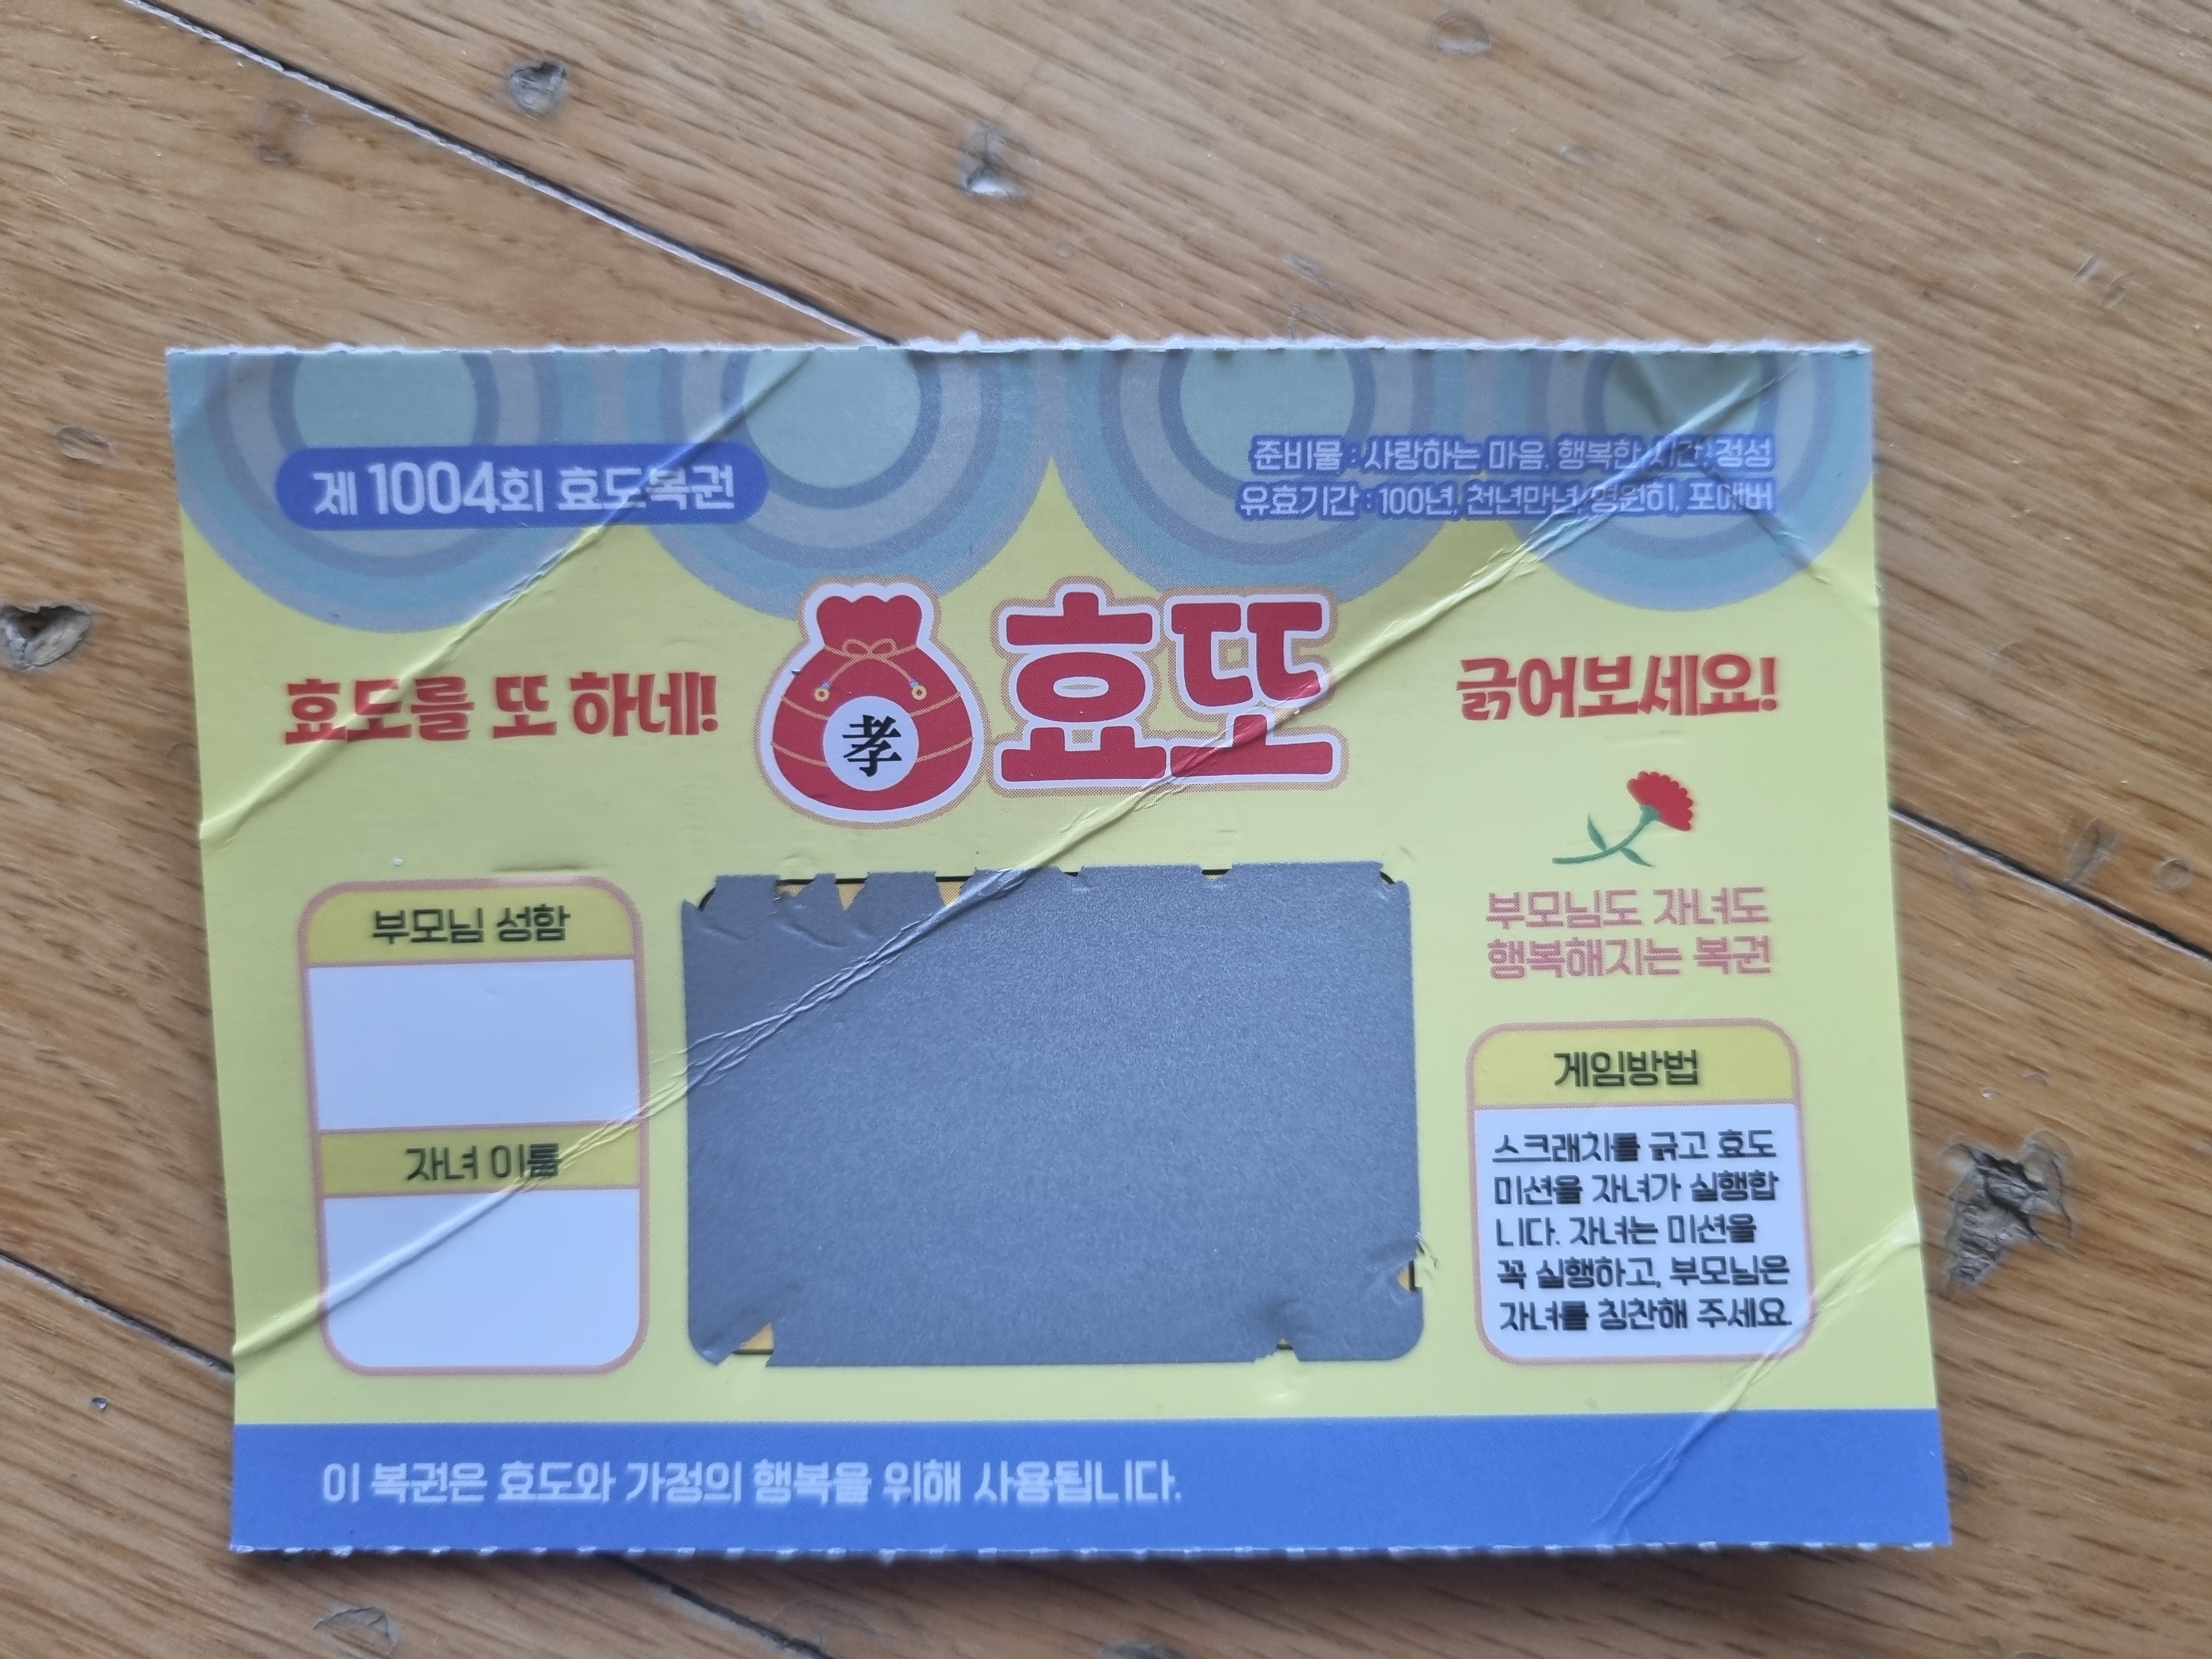 제 1004회 효도복권
준비물 : 사랑하는 마음, 행복한 시간, 정성
유효기간 : 100년, 천년만년, 영원히, 포에버
효도를 또 하네!
孝
효또
긁어보세요!
부모님도 자녀도
행복해지는 복권
부모님 성함
자녀 이름
게임방법
스크래치를 긁고 효도
미션을 자녀가 실행합
니다. 자녀는 미션을
꼭 실행하고, 부모님은
자녀를 칭찬해 주세요.
이 복권은 효도와 가정의 행복을 위해 사용됩니다.